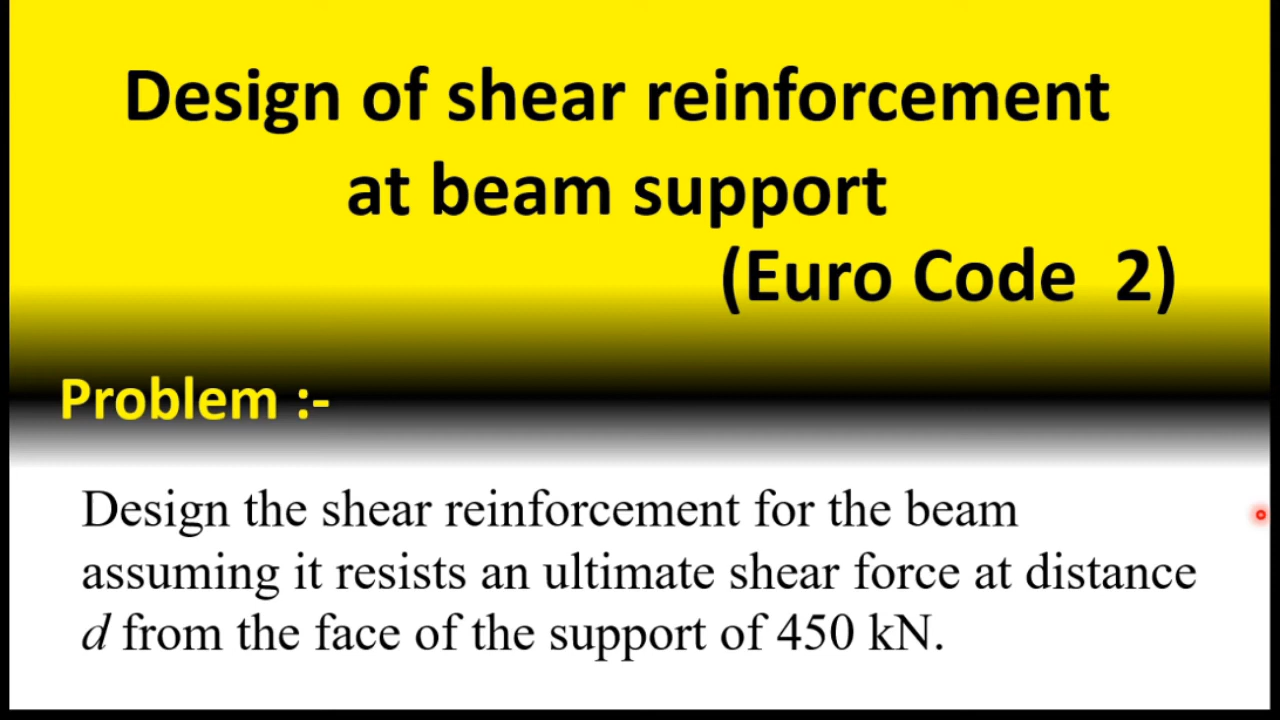 Design of shear reinforcement
at beam support
(Euro Code 2)
Problem :-
Design the shear reinforcement for the beam
assuming it resists an ultimate shear force at distance
d from the face of the support of 450 kN.